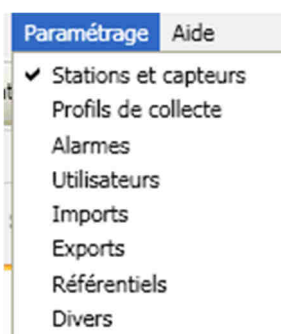 Paramétrage Aide
Stations et capteurs
Profils de collecte
Alarmes
Utilisateurs
Imports
Exports
Référentiels
Divers